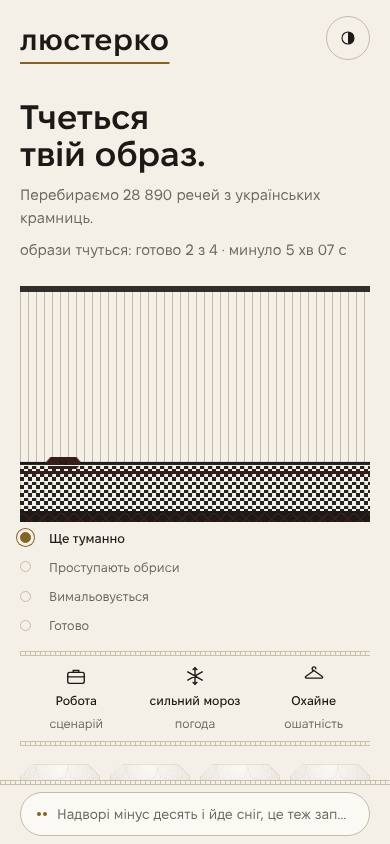 люстерко
Тчеться
твій образ.
Перебираємо 28 890 речей з українських
крамниць.
образи тчуться: готово 2 з 4 · минуло 5 хв 07 с
Ще туманно
Проступають обриси
Вимальовується
Готово
Робота
сильний мороз
Охайне
сценарій
погода
ошатність
Надворі мінус десять і йде сніг, це теж зап...